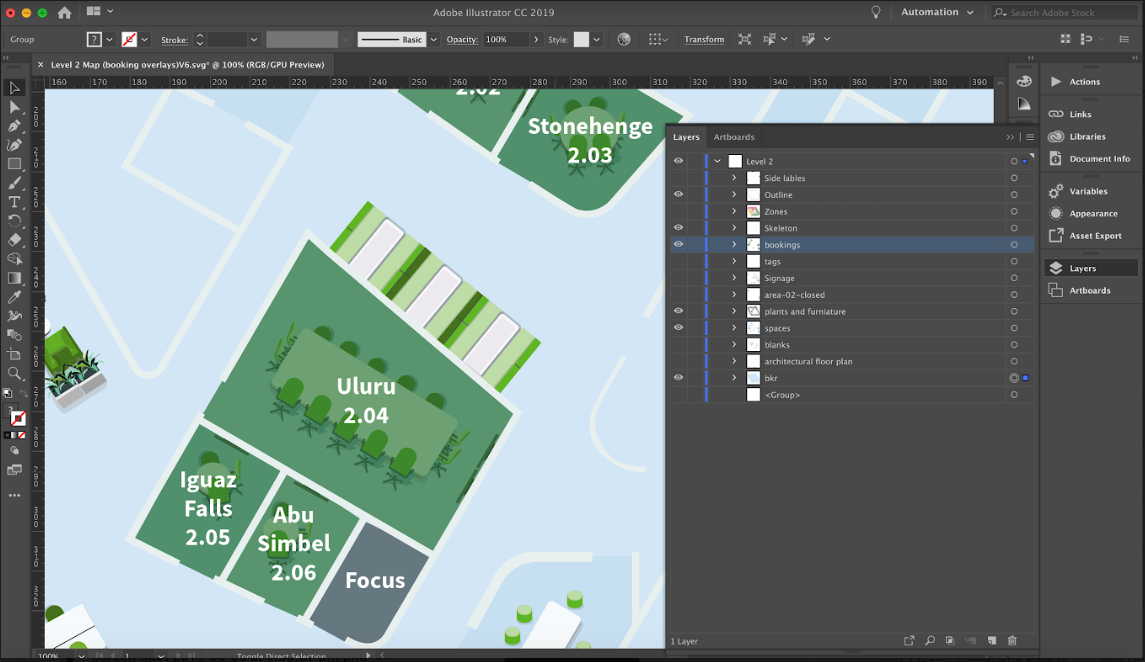 Adobe Illustrator CC 2019
Automation
Search Adobe Stock
Group
?
Stroke:
Basic
Opacity:
100%
Style:
Transform
× Level 2 Map (booking overlays)V6.svg* @ 100% (RGB/GPU Preview)
160 170 180 190 200 210 220 230 240 250 260 270 280 290 300 310 320 330 340 350 360 370 380 390
200
210
220
230
240
250
260
270
280
290
300
310
320
2.02
Stonehenge
2.03
Uluru
2.04
Iguaz
Falls
2.05
Abu
Simbel
2.06
Focus
Layers Artboards
Level 2
Side lables
Outline
Zones
Skeleton
bookings
tags
Signage
area-02-closed
plants and furniature
spaces
blanks
architectural floor plan
bkr
<Group>
1 Layer
Actions
Links
Libraries
Document Info
Variables
Appearance
Asset Export
Layers
Artboards
100%
1
Toggle Direct Selection